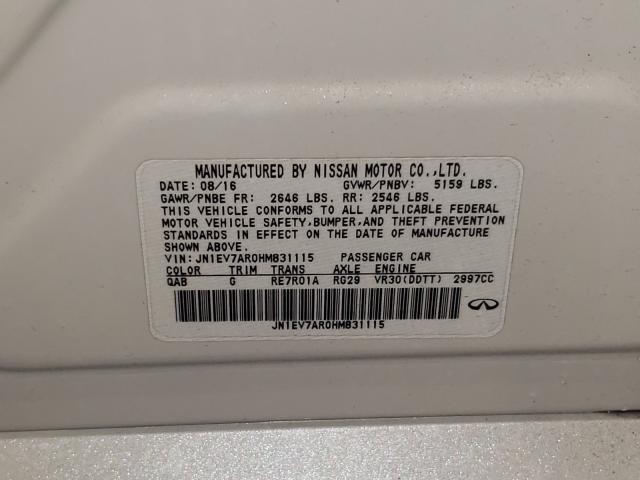 MANUFACTURED BY NISSAN MOTOR CO.,LTD.
DATE: 08/16 GVWR/PNBV: 5159 LBS.
GAWR/PNBE FR: 2646 LBS. RR: 2546 LBS.
THIS VEHICLE CONFORMS TO ALL APPLICABLE FEDERAL
MOTOR VEHICLE SAFETY,BUMPER,AND THEFT PREVENTION
STANDARDS IN EFFECT ON THE DATE OF MANUFACTURE
SHOWN ABOVE.
VIN: JN1EV7AR0HM831115 PASSENGER CAR
COLOR TRIM TRANS AXLE ENGINE
QAB G RE7R01A RG29 VR30(DDTT) 2997CC
JN1EV7AR0HM831115